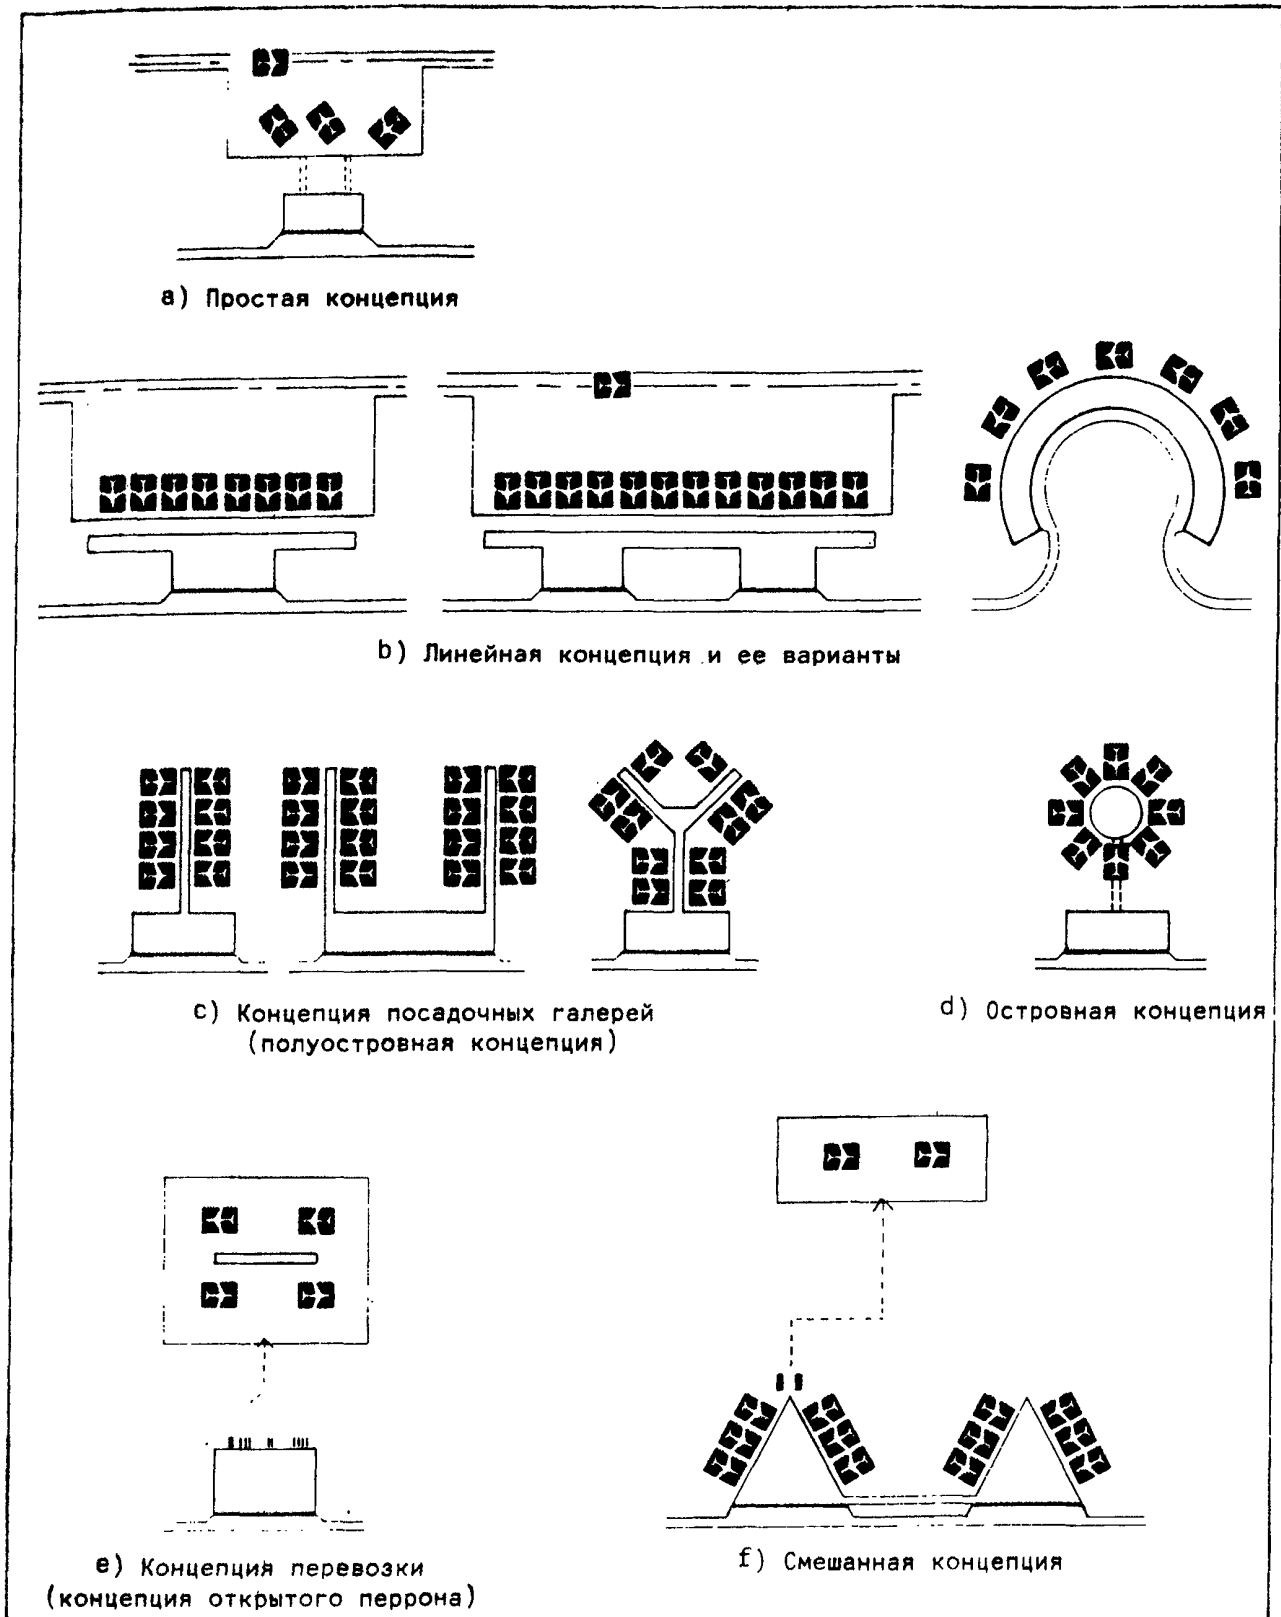 a) Простая концепция
b) Линейная концепция и ее варианты
c) Концепция посадочных галерей
(полуостровная концепция)
d) Островная концепция
e) Концепция перевозки
(концепция открытого перрона)
f) Смешанная концепция